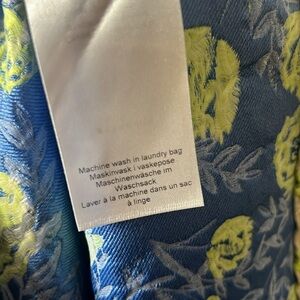 Machine wash in laundry bag
Maskinvask i vaskepose
Maschinenwäsche im
Waschsack
Laver à la machine dans un sac
à linge